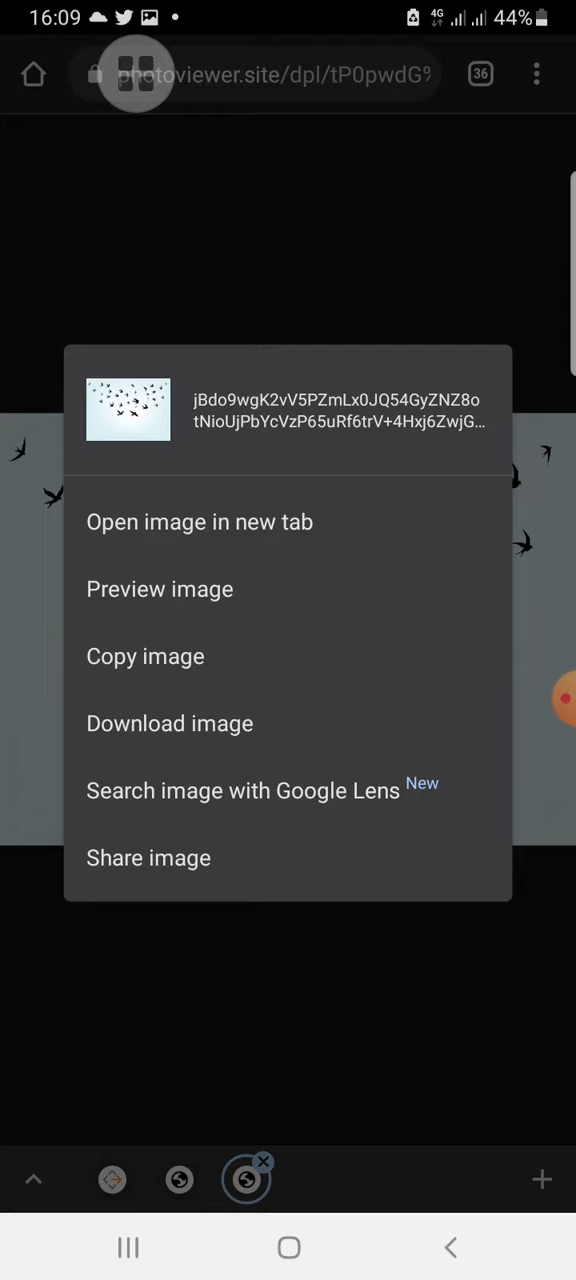 16:09
4G
44%
photoviewer.site/dpl/tP0pwdG9
36
jBdo9wgK2vV5PZmLx0JQ54GyZNZ8o
tNioUjPbYcVzP65uRf6trV+4Hxj6ZwjG...
Open image in new tab
Preview image
Copy image
Download image
Search image with Google Lens New
Share image